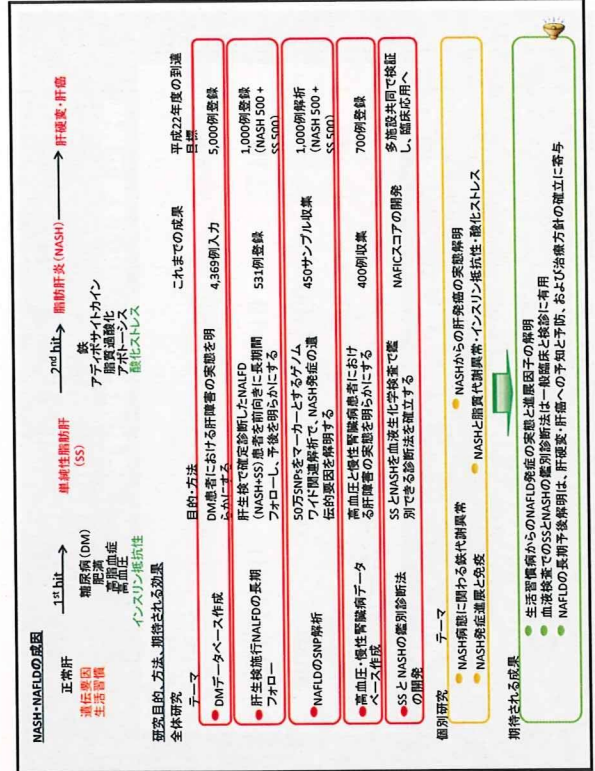 NASH・NAFLDの成因
正常肝
遺伝要因
生活習慣
1st hit
糖尿病(DM)
肥満
高脂血症
高血圧
インスリン抵抗性
単純性脂肪肝
(SS)
2nd hit
鉄
アディポサイトカイン
脂質過酸化
アポトーシス
酸化ストレス
脂肪肝炎(NASH)
肝硬変・肝癌
研究目的、方法、期待される効果
全体研究
テーマ
目的・方法
これまでの成果
平成22年度の到達
目標
DMデータベース作成
DM患者における肝障害の実態を明
らかにする
4,369例入力
5,000例登録
肝生検施行NALFDの長期
フォロー
肝生検で確定診断したNALFD
(NASH+SS)患者を前向きに長期間
フォローし、予後を明らかにする
531例登録
1,000例登録
(NASH 500 +
SS 500)
NAFLDのSNP解析
50万SNPsをマーカーとするゲノム
ワイド関連解析で、NASH発症の遺
伝的要因を解明する
450サンプル収集
1,000例解析
(NASH 500 +
SS 500)
高血圧・慢性腎臓病データ
ベース作成
高血圧と慢性腎臓病患者におけ
る肝障害の実態を明らかにする
400例収集
700例登録
SSとNASHの鑑別診断法
の開発
SSとNASHを血液生化学検査で鑑
別できる診断法を確立する
NAFICスコアの開発
多施設共同で検証
し、臨床応用へ
個別研究
テーマ
NASH病態に関わる鉄代謝異常
NASH発症進展と免疫
NASHからの肝発癌の実態解明
NASHと脂質代謝異常・インスリン抵抗性・酸化ストレス
期待される成果
生活習慣病からのNAFLD発症の実態と進展因子の解明
血液検査でのSSとNASHの鑑別診断法は一般臨床と検診に有用
NAFLDの長期予後解明は、肝硬変・肝癌への予知と予防、および治療方針の確立に寄与